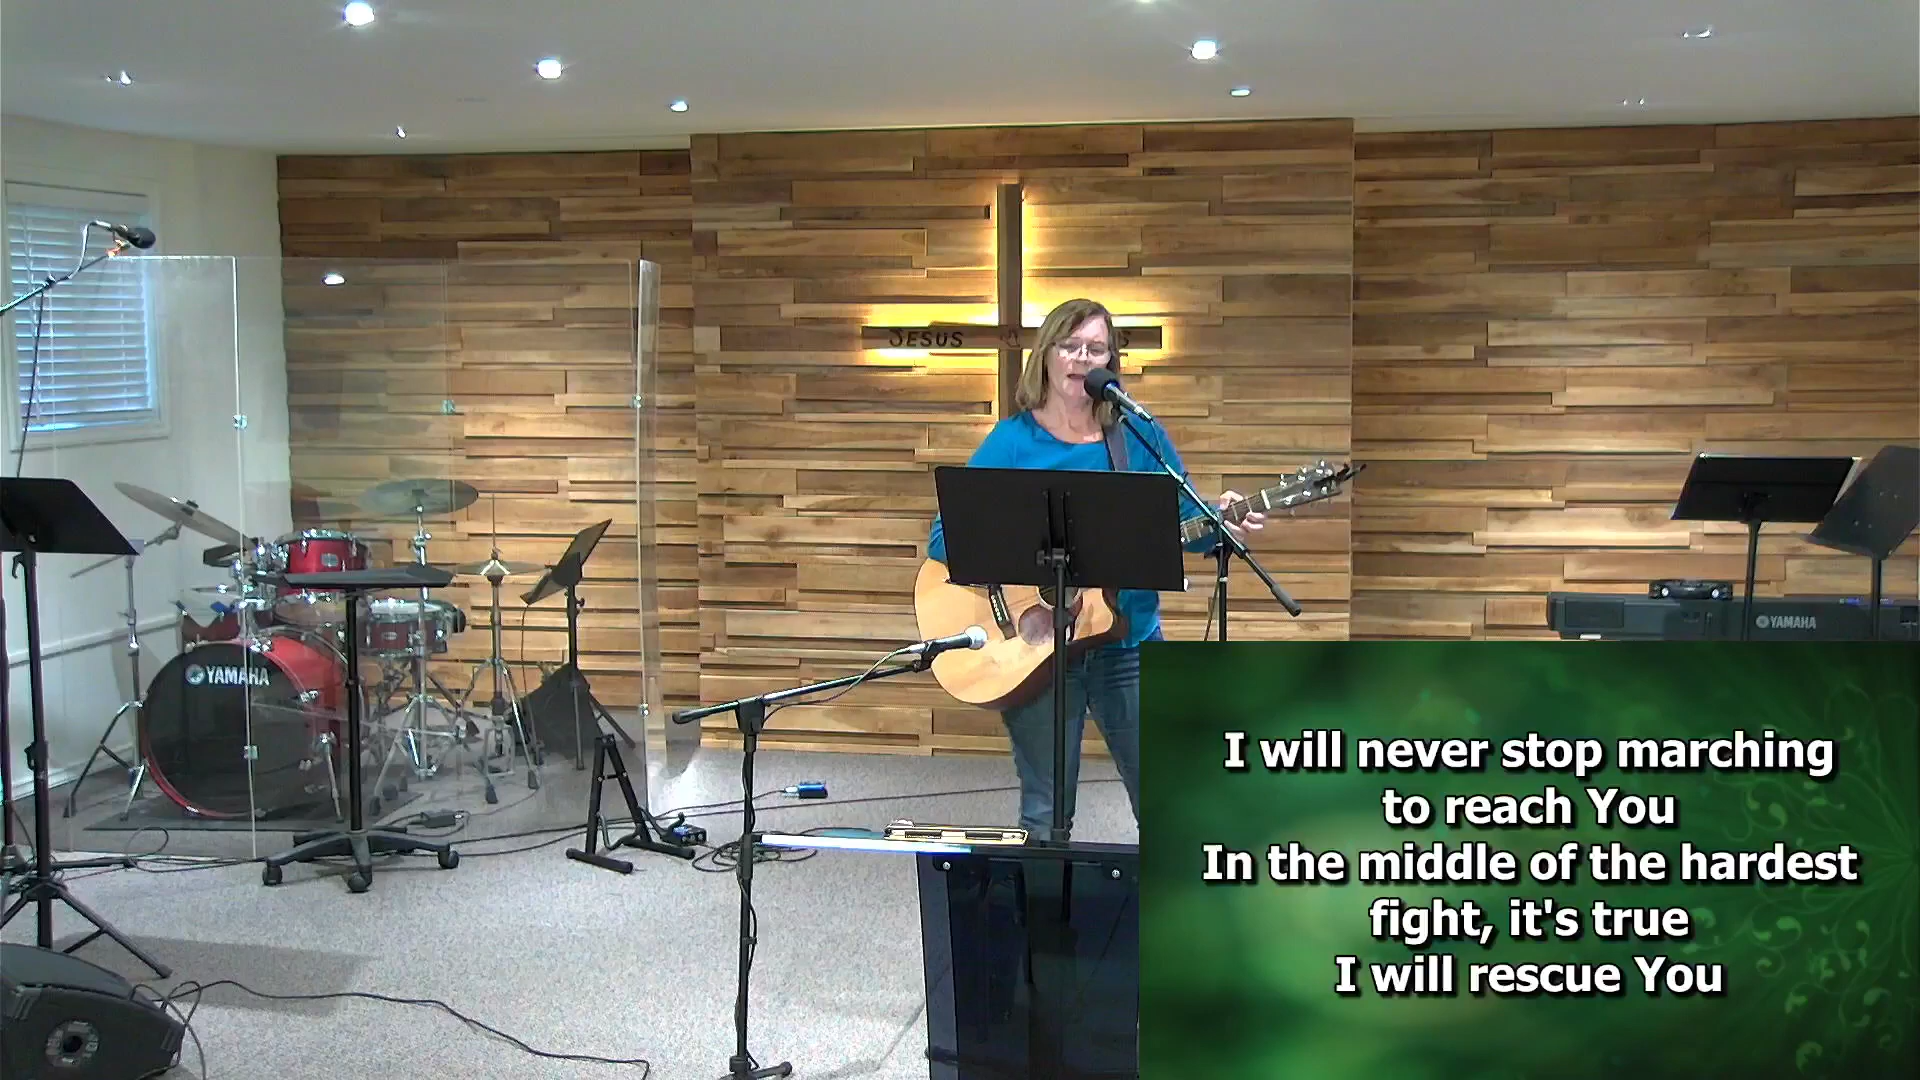 JESUS
YAMAHA
YAMAHA
I will never stop marching
to reach You
In the middle of the hardest
fight, it's true
I will rescue You